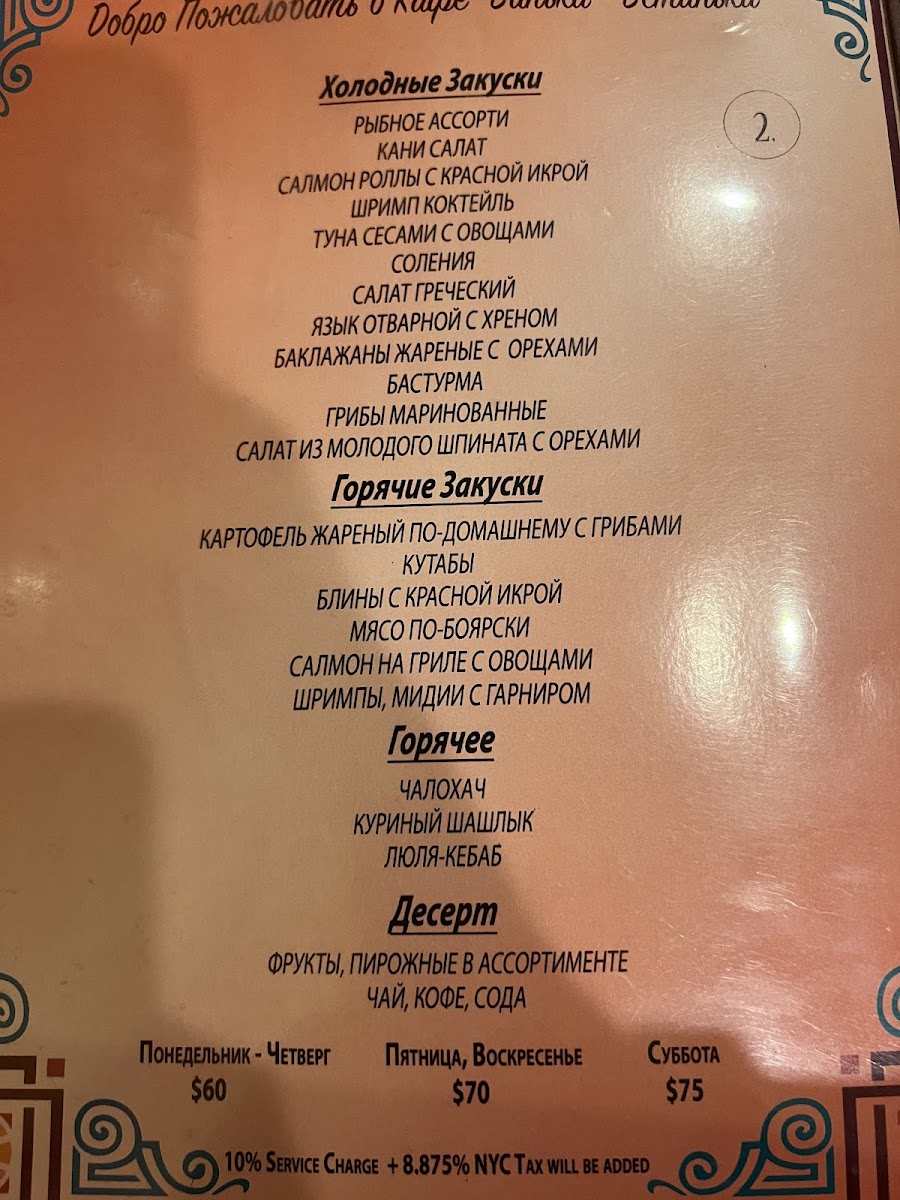 Добро Пожаловать в Кафе
Холодные Закуски
2.
РЫБНОЕ АССОРТИ
КАНИ САЛАТ
САЛМОН РОЛЛЫ С КРАСНОЙ ИКРОЙ
ШРИМП КОКТЕЙЛЬ
ТУНА СЕСАМИ С ОВОЩАМИ
СОЛЕНИЯ
САЛАТ ГРЕЧЕСКИЙ
ЯЗЫК ОТВАРНОЙ С ХРЕНОМ
БАКЛАЖАНЫ ЖАРЕНЫЕ С ОРЕХАМИ
БАСТУРМА
ГРИБЫ МАРИНОВАННЫЕ
САЛАТ ИЗ МОЛОДОГО ШПИНАТА С ОРЕХАМИ
Горячие Закуски
КАРТОФЕЛЬ ЖАРЕНЫЙ ПО-ДОМАШНЕМУ С ГРИБАМИ
КУТАБЫ
БЛИНЫ С КРАСНОЙ ИКРОЙ
МЯСО ПО-БОЯРСКИ
САЛМОН НА ГРИЛЕ С ОВОЩАМИ
ШРИМПЫ, МИДИИ С ГАРНИРОМ
Горячее
ЧАЛОХАЧ
КУРИНЫЙ ШАШЛЫК
ЛЮЛЯ-КЕБАБ
Десерт
ФРУКТЫ, ПИРОЖНЫЕ В АССОРТИМЕНТЕ
ЧАЙ, КОФЕ, СОДА
Понедельник - Четверг Пятница, Воскресенье Суббота
$60 $70 $75
10% Service Charge + 8.875% NYC Tax will be added